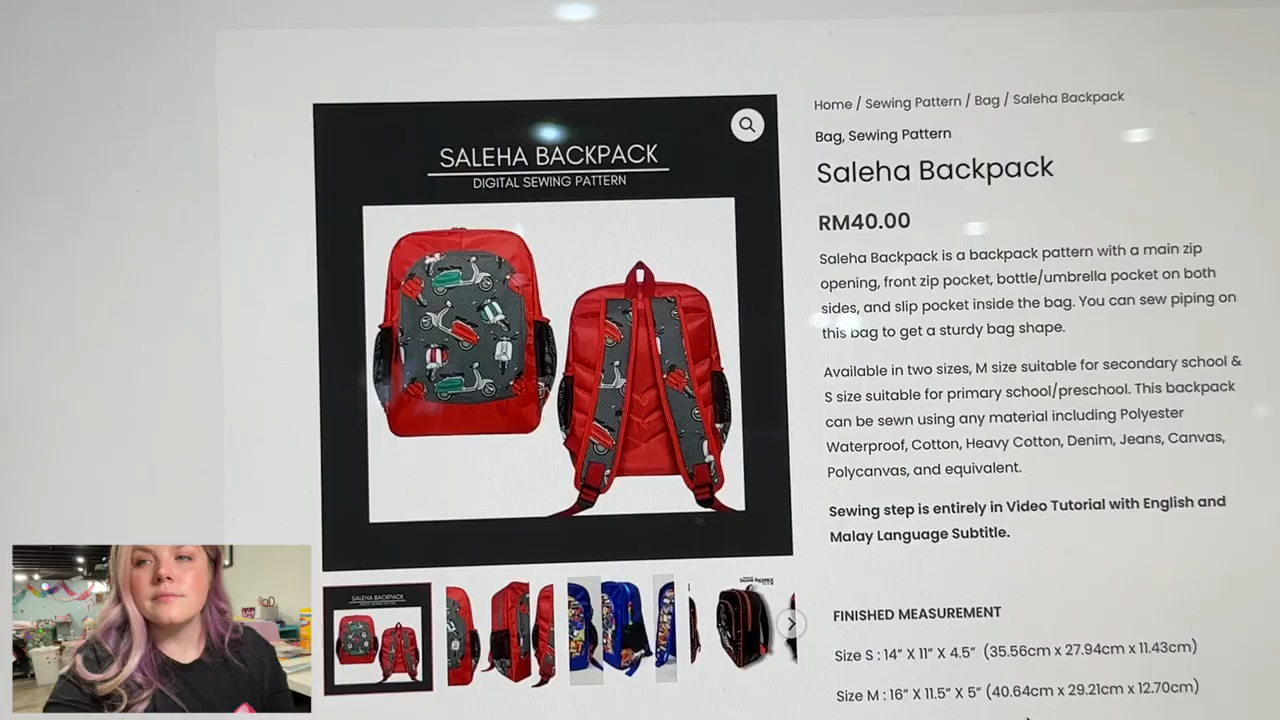 SALEHA BACKPACK
DIGITAL SEWING PATTERN
Home / Sewing Pattern / Bag / Saleha Backpack
Bag, Sewing Pattern
Saleha Backpack
RM40.00
Saleha Backpack is a backpack pattern with a main zip
opening, front zip pocket, bottle/umbrella pocket on both
sides, and slip pocket inside the bag. You can sew piping on
this bag to get a sturdy bag shape.
Available in two sizes, M size suitable for secondary school &
S size suitable for primary school/preschool. This backpack
can be sewn using any material including Polyester
Waterproof, Cotton, Heavy Cotton, Denim, Jeans, Canvas,
Polycanvas, and equivalent.
Sewing step is entirely in Video Tutorial with English and
Malay Language Subtitle.
FINISHED MEASUREMENT
Size S : 14” X 11” X 4.5” (35.56cm x 27.94cm x 11.43cm)
Size M : 16” X 11.5” X 5” (40.64cm x 29.21cm x 12.70cm)
SALEHA BACKPACK
SALEHA BACKPACK